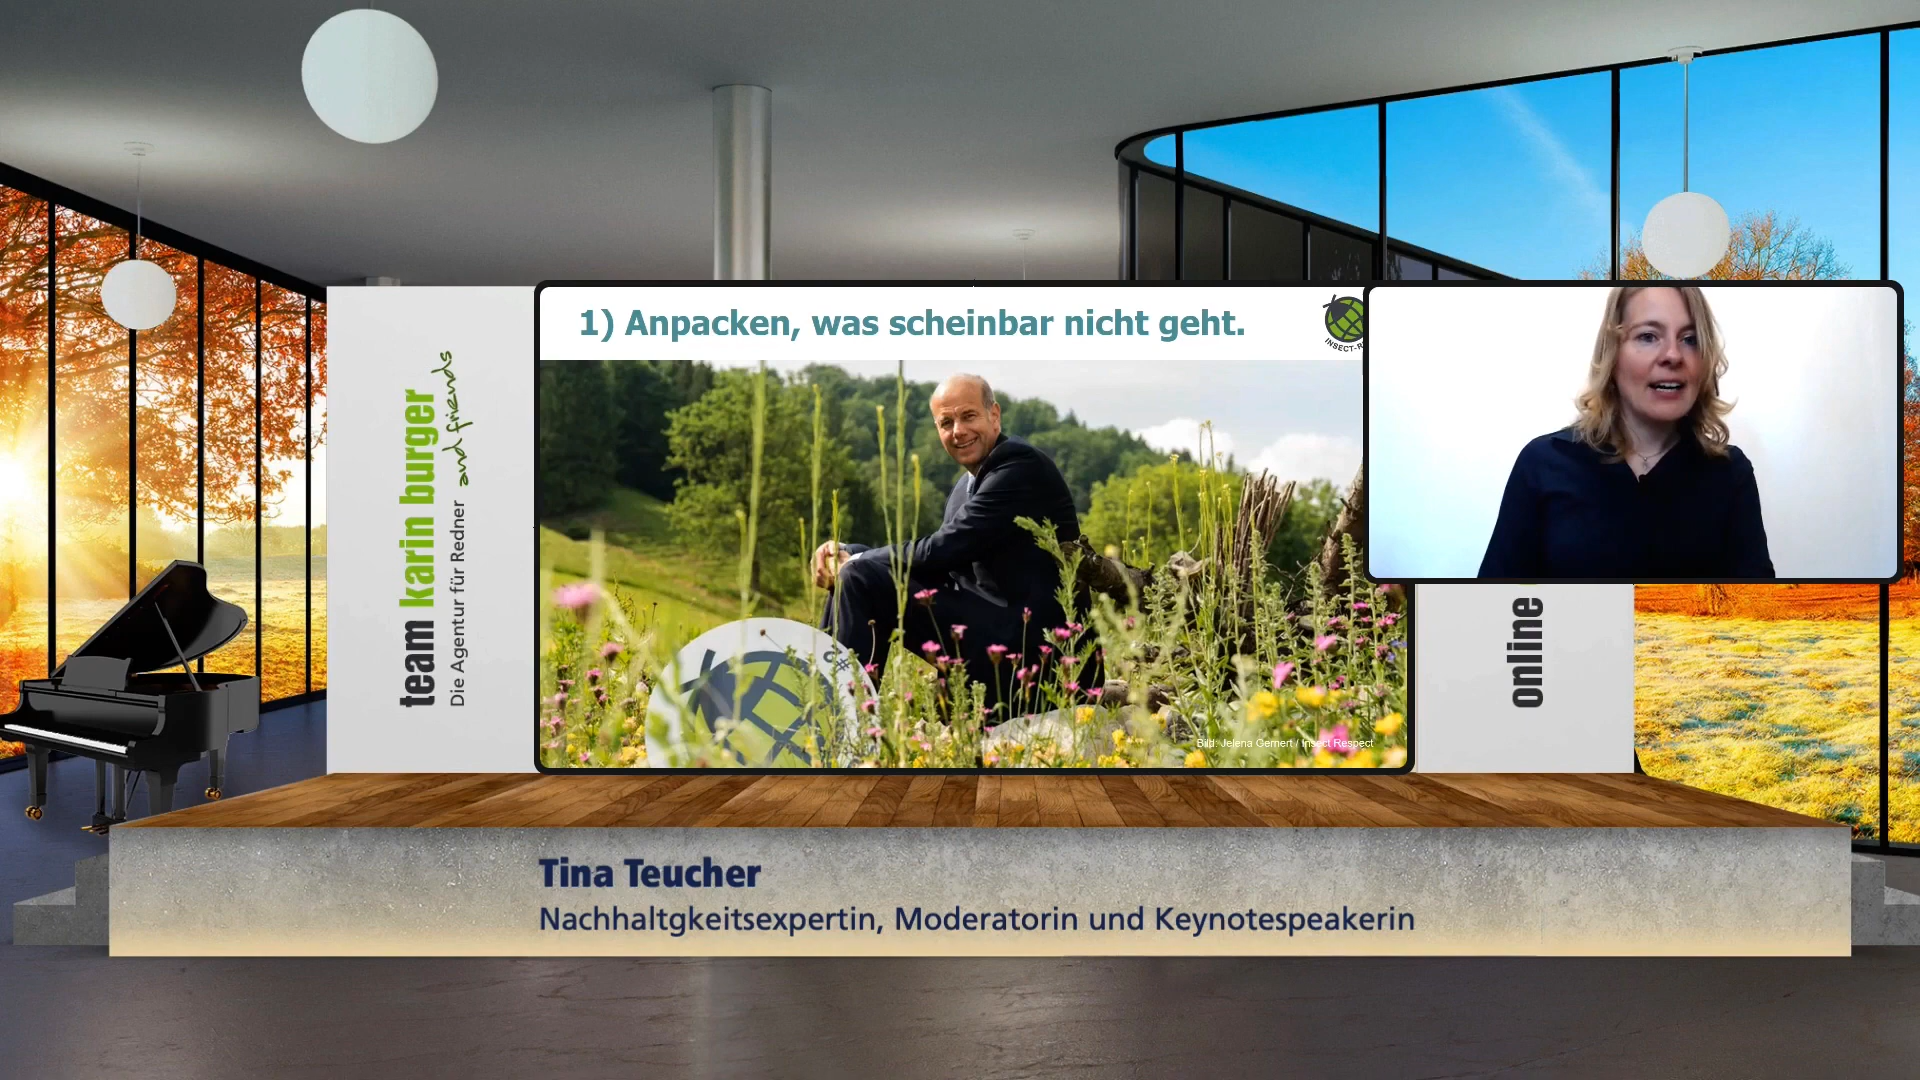 1) Anpacken, was scheinbar nicht geht.
team karin burger
and friends
Die Agentur für Redner
Bild: Jelena Gernert / Insect Respect
online
Tina Teucher
Nachhaltgkeitsexpertin, Moderatorin und Keynotespeakerin